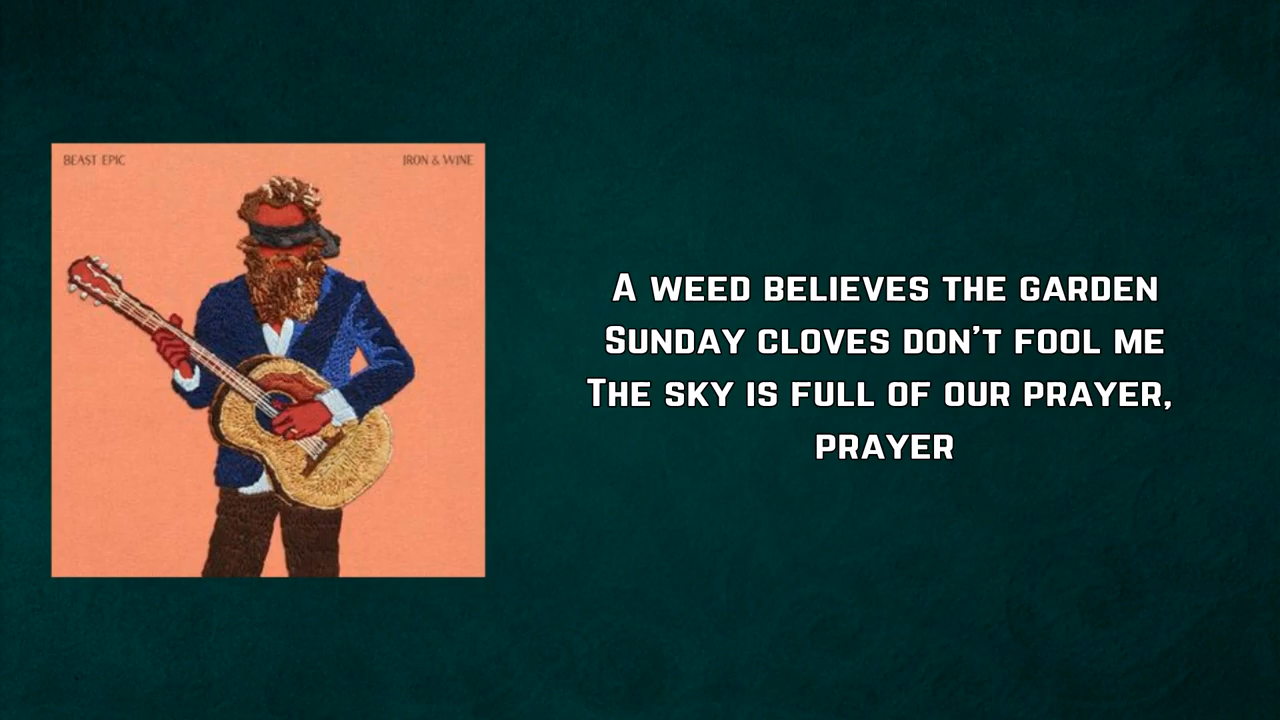 BEAST EPIC
IRON & WINE
A WEED BELIEVES THE GARDEN
SUNDAY CLOVES DON'T FOOL ME
THE SKY IS FULL OF OUR PRAYER,
PRAYER